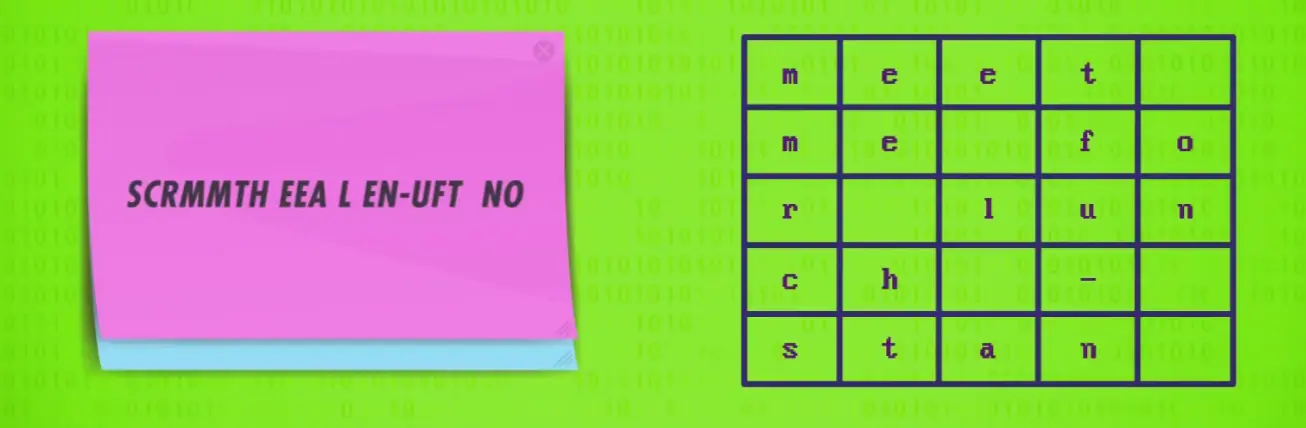 SCRMMTH EEA L EN-UFT  NO
m e e t
m e   f o
r   l u n
c h   –
s t a n